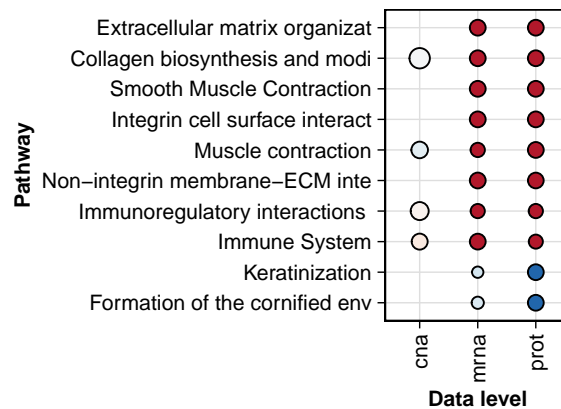 Pathway
Extracellular matrix organizat
Collagen biosynthesis and modi
Smooth Muscle Contraction
Integrin cell surface interact
Muscle contraction
Non−integrin membrane−ECM inte
Immunoregulatory interactions
Immune System
Keratinization
Formation of the cornified env
cna
mrna
prot
Data level